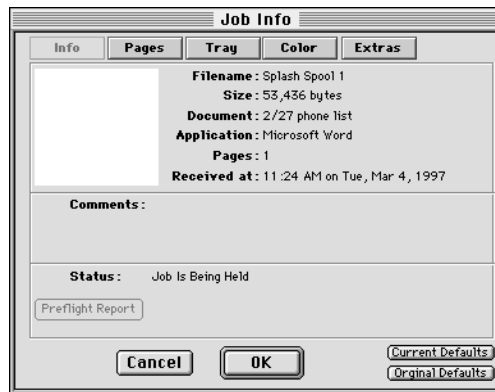 Job Info
Info Pages Tray Color Extras
Filename: Splash Spool 1
Size: 53,436 bytes
Document: 2/27 phone list
Application: Microsoft Word
Pages: 1
Received at: 11:24 AM on Tue, Mar 4, 1997
Comments:
Status: Job Is Being Held
Preflight Report
Cancel OK
Current Defaults
Orginal Defaults